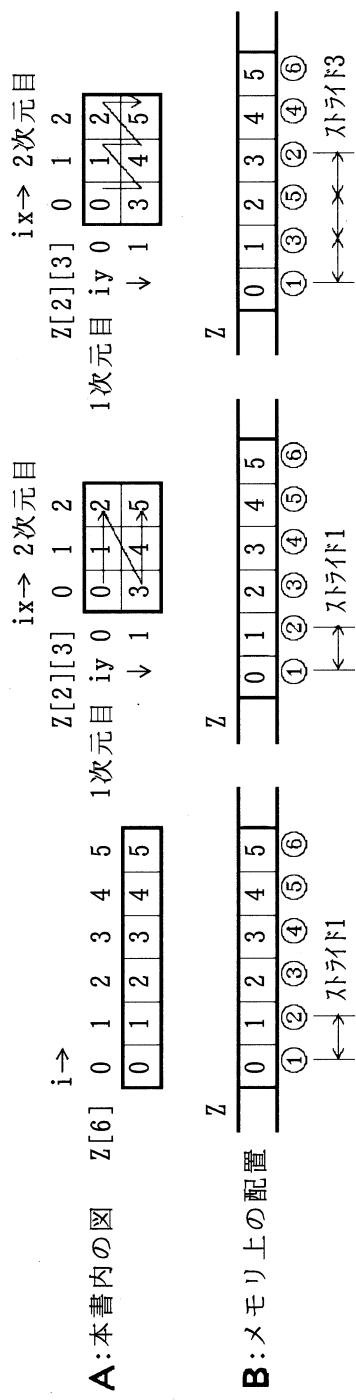 A:本書内の図
i→
Z[6] 0 1 2 3 4 5
0 1 2 3 4 5
ix→ 2次元目
Z[2][3] 0 1 2
1次元目 iy 0 0 1 2
↓ 1 3 4 5
ix→ 2次元目
Z[2][3] 0 1 2
1次元目 iy 0 0 1 2
↓ 1 3 4 5
B:メモリ上の配置
Z
0 1 2 3 4 5
① ② ③ ④ ⑤ ⑥
ストライド1
Z
0 1 2 3 4 5
① ② ③ ④ ⑤ ⑥
ストライド1
Z
0 1 2 3 4 5
① ③ ⑤ ② ④ ⑥
ストライド3